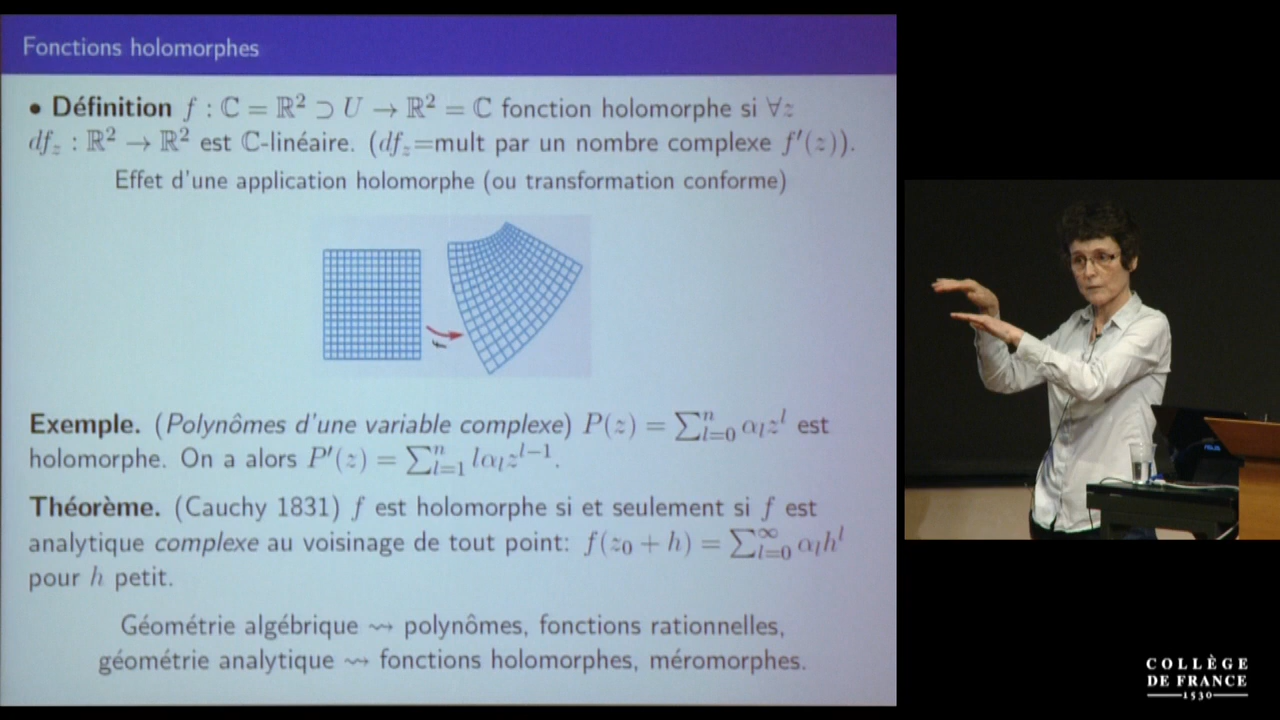 Fonctions holomorphes
• Définition f : ℂ = ℝ² ⊃ U → ℝ² = ℂ fonction holomorphe si ∀z
df_z : ℝ² → ℝ² est ℂ-linéaire. (df_z=mult par un nombre complexe f′(z)).
Effet d'une application holomorphe (ou transformation conforme)
Exemple. (Polynômes d'une variable complexe) P(z) = ∑ⁿ_{l=0} α_l z^l est
holomorphe. On a alors P′(z) = ∑ⁿ_{l=1} lα_l z^{l−1}.
Théorème. (Cauchy 1831) f est holomorphe si et seulement si f est
analytique complexe au voisinage de tout point: f(z₀ + h) = ∑^∞_{l=0} α_l h^l
pour h petit.
Géométrie algébrique ⇝ polynômes, fonctions rationnelles,
géométrie analytique ⇝ fonctions holomorphes, méromorphes.
COLLÈGE
DE FRANCE
1530